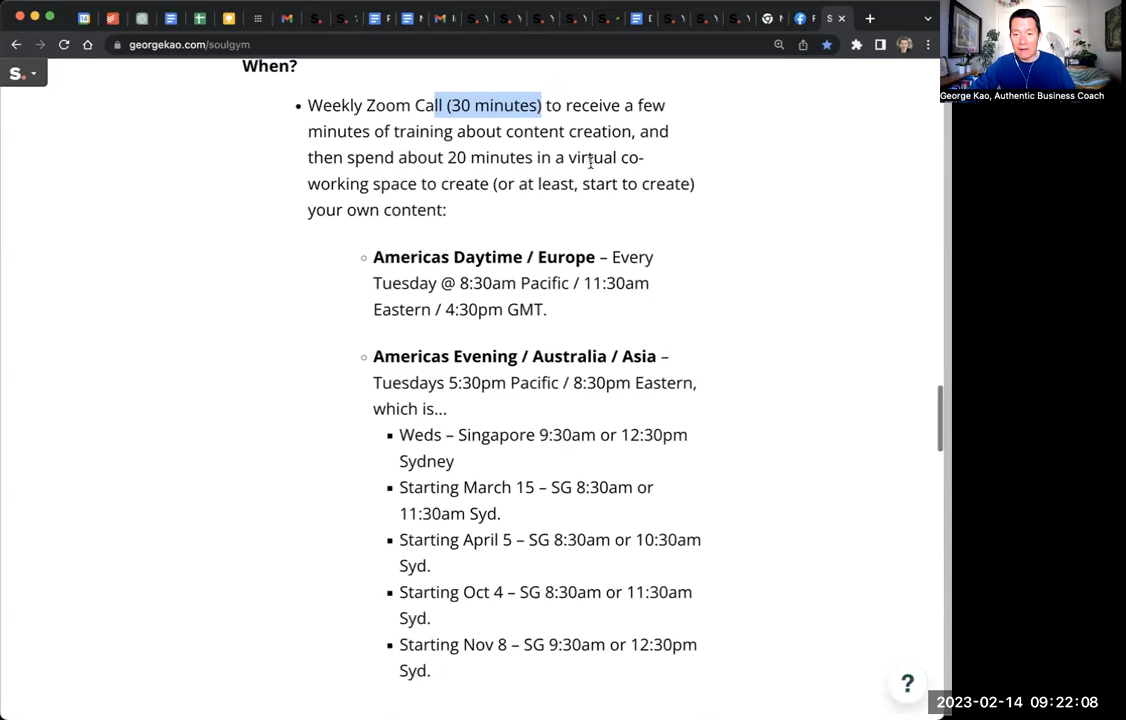 georgekao.com/soulgym
S.
S
George Kao, Authentic Business Coach
When?
• Weekly Zoom Call (30 minutes) to receive a few
minutes of training about content creation, and
then spend about 20 minutes in a virtual co-
working space to create (or at least, start to create)
your own content:
Americas Daytime / Europe – Every
Tuesday @ 8:30am Pacific / 11:30am
Eastern / 4:30pm GMT.
Americas Evening / Australia / Asia –
Tuesdays 5:30pm Pacific / 8:30pm Eastern,
which is...
Weds – Singapore 9:30am or 12:30pm
Sydney
Starting March 15 – SG 8:30am or
11:30am Syd.
Starting April 5 – SG 8:30am or 10:30am
Syd.
Starting Oct 4 – SG 8:30am or 11:30am
Syd.
Starting Nov 8 – SG 9:30am or 12:30pm
Syd.
?
2023-02-14 09:22:08